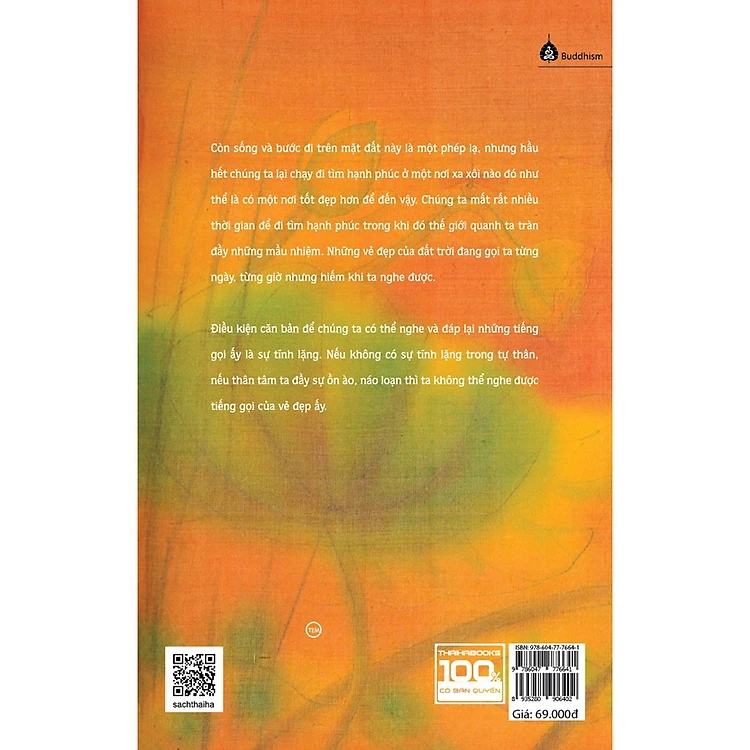 Buddhism
Còn sống và bước đi trên mặt đất này là một phép lạ, nhưng hầu
hết chúng ta lại chạy đi tìm hạnh phúc ở một nơi xa xôi nào đó như
thể là có một nơi tốt đẹp hơn để đến vậy. Chúng ta mất rất nhiều
thời gian để đi tìm hạnh phúc trong khi đó thế giới quanh ta tràn
đầy những mầu nhiệm. Những vẻ đẹp của đất trời đang gọi ta từng
ngày, từng giờ nhưng hiếm khi ta nghe được.
Điều kiện căn bản để chúng ta có thể nghe và đáp lại những tiếng
gọi ấy là sự tĩnh lặng. Nếu không có sự tĩnh lặng trong tự thân,
nếu thân tâm ta đầy sự ồn ào, náo loạn thì ta không thể nghe được
tiếng gọi của vẻ đẹp ấy.
TEM
sachthaiha
THAIHABOOKS
100%
CÓ BẢN QUYỀN
ISBN: 978-604-77-7664-1
9 786047 776641
8 935280 906402
Giá: 69.000đ